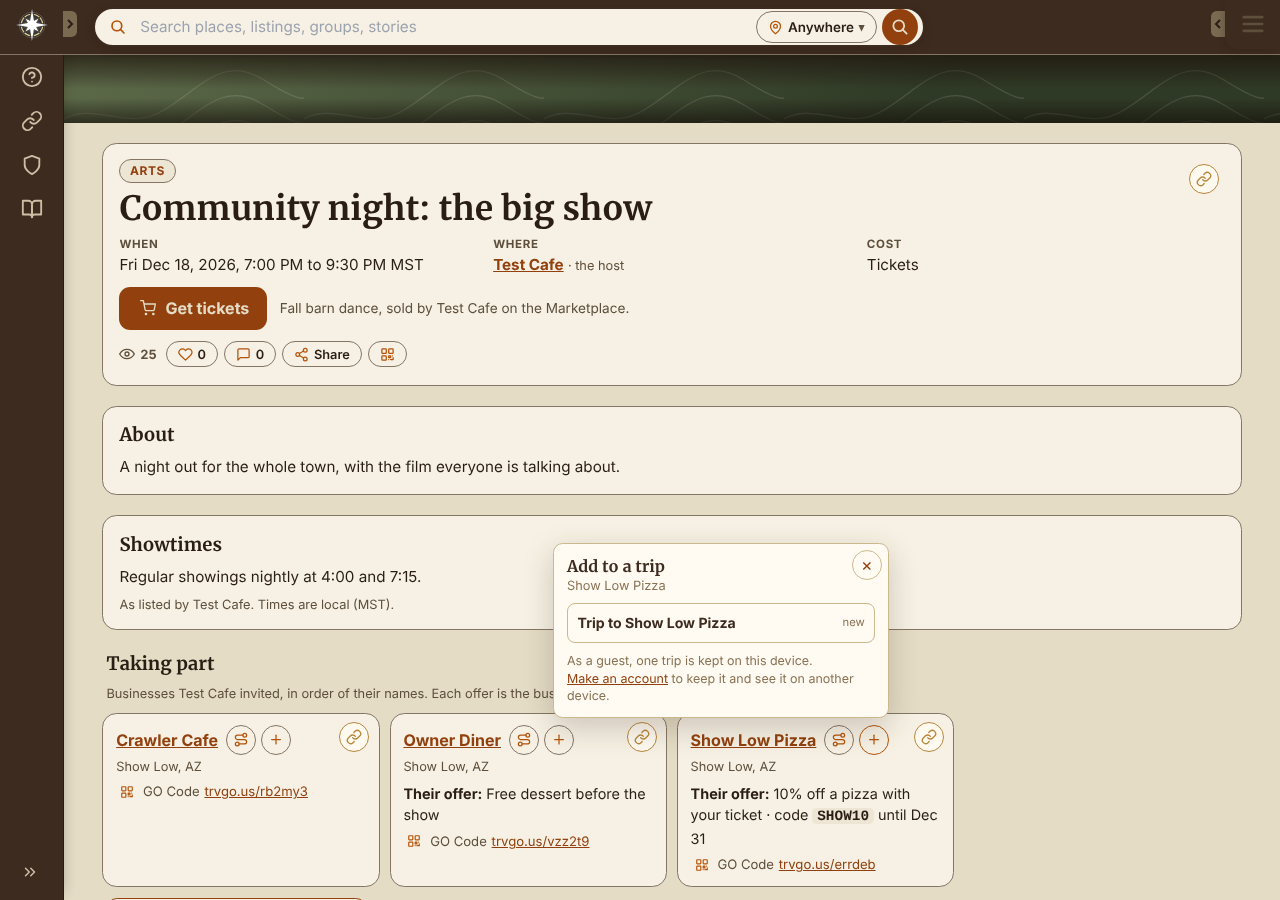 Search places, listings, groups, stories
Anywhere ▾
ARTS
Community night: the big show
WHEN
Fri Dec 18, 2026, 7:00 PM to 9:30 PM MST
WHERE
Test Cafe · the host
COST
Tickets
Get tickets
Fall barn dance, sold by Test Cafe on the Marketplace.
25
0
0
Share
About
A night out for the whole town, with the film everyone is talking about.
Showtimes
Regular showings nightly at 4:00 and 7:15.
As listed by Test Cafe. Times are local (MST).
Add to a trip
Show Low Pizza
Trip to Show Low Pizza
new
As a guest, one trip is kept on this device.
Make an account to keep it and see it on another
device.
Taking part
Businesses Test Cafe invited, in order of their names. Each offer is the
Crawler Cafe
Show Low, AZ
GO Code trvgo.us/rb2my3
Owner Diner
Show Low, AZ
Their offer: Free dessert before the
show
GO Code trvgo.us/vzz2t9
Show Low Pizza
Show Low, AZ
Their offer: 10% off a pizza with
your ticket · code SHOW10 until Dec
31
GO Code trvgo.us/errdeb